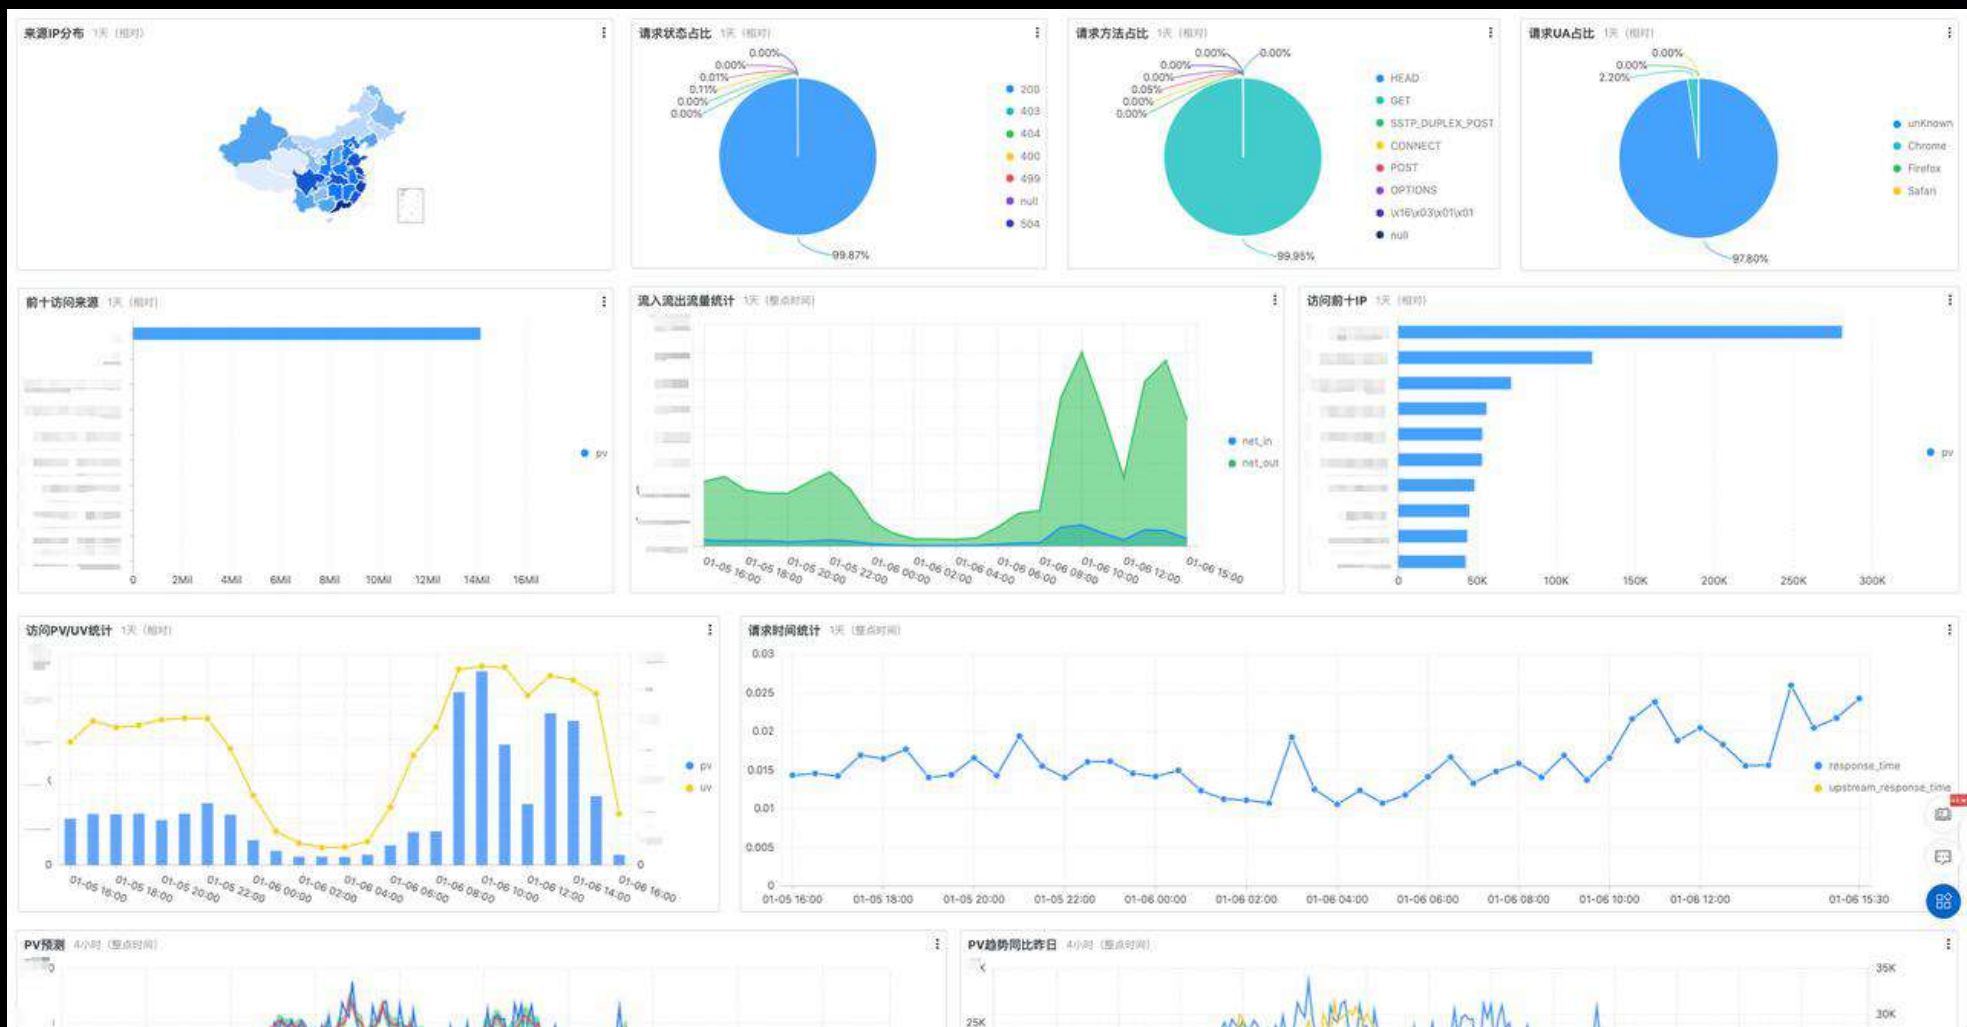 来源IP分布 1天（相对）
请求状态占比 1天（相对）
0.00%
0.00%
0.01%
0.11%
0.00%
0.00%
99.87%
200
403
404
400
499
null
504
请求方法占比 1天（相对）
0.00%
0.00%
0.00%
0.00%
0.05%
0.00%
0.00%
99.95%
HEAD
GET
SSTP_DUPLEX_POST
CONNECT
POST
OPTIONS
\x16\x03\x01\x01
null
请求UA占比 1天（相对）
0.00%
0.00%
2.20%
97.80%
unKnown
Chrome
Firefox
Safari
前十访问来源 1天（相对）
pv
0 2Mil 4Mil 6Mil 8Mil 10Mil 12Mil 14Mil 16Mil
流入流出流量统计 1天（整点时间）
net_in
net_out
01-05 16:00 01-05 18:00 01-05 20:00 01-05 22:00 01-06 00:00 01-06 02:00 01-06 04:00 01-06 06:00 01-06 08:00 01-06 10:00 01-06 12:00 01-06 15:00
访问前十IP 1天（相对）
pv
0 50K 100K 150K 200K 250K 300K
访问PV/UV统计 1天（相对）
pv
uv
0 0
01-05 16:00 01-05 18:00 01-05 20:00 01-05 22:00 01-06 00:00 01-06 02:00 01-06 04:00 01-06 06:00 01-06 08:00 01-06 10:00 01-06 12:00 01-06 14:00 01-06 16:00
请求时间统计 1天（整点时间）
0.03
0.025
0.02
0.015
0.01
0.005
0
response_time
upstream_response_time
01-05 16:00 01-05 18:00 01-05 20:00 01-05 22:00 01-06 00:00 01-06 02:00 01-06 04:00 01-06 06:00 01-06 08:00 01-06 10:00 01-06 12:00 01-06 15:30
PV预测 4小时（整点时间）
PV趋势同比昨日 4小时（整点时间）
25K
35K
30K